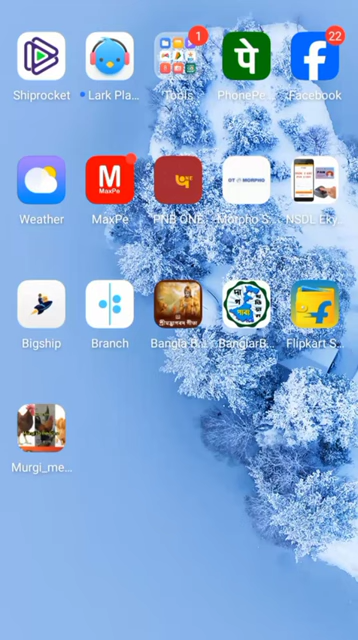 1
22
Shiprocket
Lark Pla...
Tools
पे
PhonePe...
Facebook
Weather
M
MaxPe
MaxPe
PNB ONE
Morpho S...
NSDL Eky...
Bigship
Branch
Bangla B...
BanglarB...
Flipkart S...
Murgi_me...